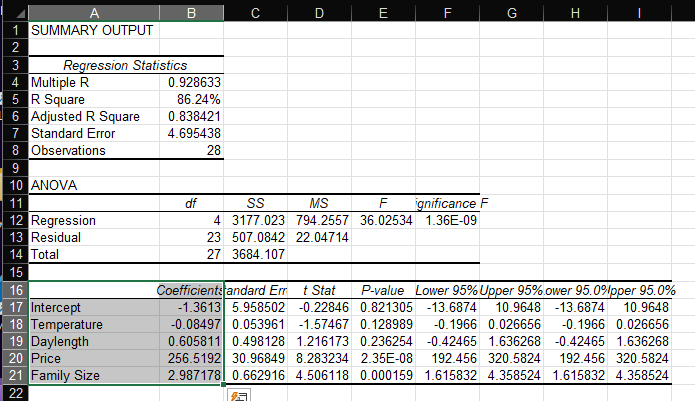 A B C D E F G H I
1 SUMMARY OUTPUT
2
3 Regression Statistics
4 Multiple R 0.928633
5 R Square 86.24%
6 Adjusted R Square 0.838421
7 Standard Error 4.695438
8 Observations 28
9
10 ANOVA
11 df SS MS F ignificance F
12 Regression 4 3177.023 794.2557 36.02534 1.36E-09
13 Residual 23 507.0842 22.04714
14 Total 27 3684.107
15
16 Coefficients tandard Err t Stat P-value Lower 95% Upper 95% ower 95.0% lpper 95.0%
17 Intercept -1.3613 5.958502 -0.22846 0.821305 -13.6874 10.9648 -13.6874 10.9648
18 Temperature -0.08497 0.053961 -1.57467 0.128989 -0.1966 0.026656 -0.1966 0.026656
19 Daylength 0.605811 0.498128 1.216173 0.236254 -0.42465 1.636268 -0.42465 1.636268
20 Price 256.5192 30.96849 8.283234 2.35E-08 192.456 320.5824 192.456 320.5824
21 Family Size 2.987178 0.662916 4.506118 0.000159 1.615832 4.358524 1.615832 4.358524
22